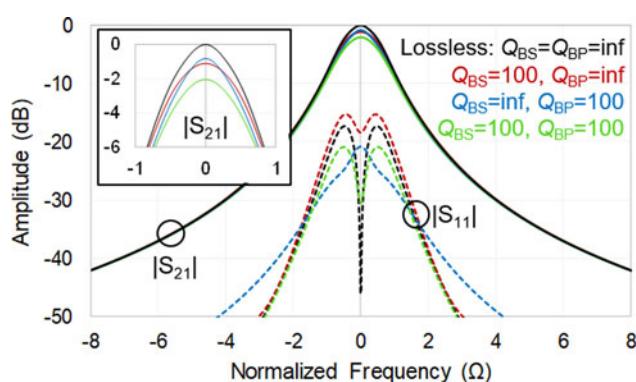 0
-10
-20
-30
-40
-50
Amplitude (dB)
0
-2
-4
-6
-1
0
1
|S21|
Lossless: QBS=QBP=inf
QBS=100, QBP=inf
QBS=inf, QBP=100
QBS=100, QBP=100
|S11|
|S21|
-8 -6 -4 -2 0 2 4 6 8
Normalized Frequency (Ω)